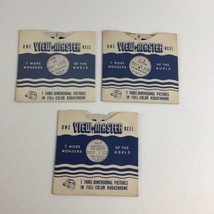 ONE VIEW-MASTER REEL
7 MORE WONDERS OF THE WORLD
7 THREE DIMENSIONAL PICTURES
IN FULL COLOR KODACHROME
ONE VIEW-MASTER REEL
7 MORE WONDERS OF THE WORLD
7 THREE DIMENSIONAL PICTURES
IN FULL COLOR KODACHROME
ONE VIEW-MASTER REEL
7 MORE WONDERS OF THE WORLD
7 THREE DIMENSIONAL PICTURES
IN FULL COLOR KODACHROME